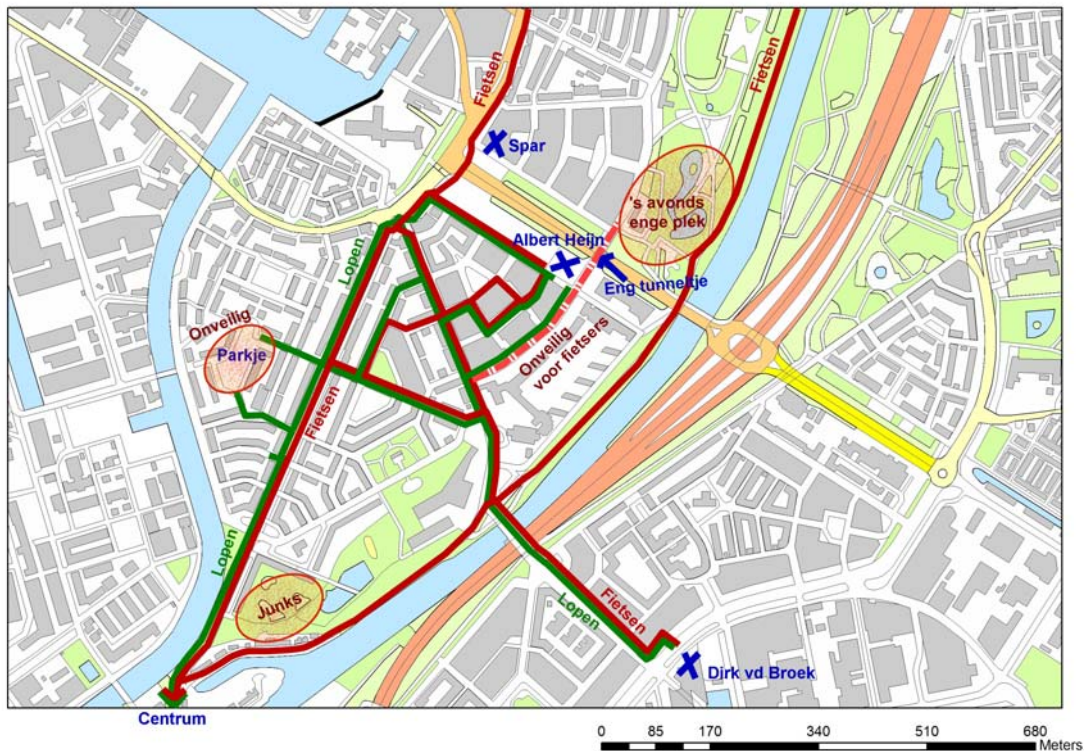 Fietsen
Fietsen
Spar
's avonds
enge plek
Albert Heijn
Eng tunneltje
Lopen
Onveilig
Parkje
Onveilig
voor fietsers
Fietsen
Lopen
Junks
Fietsen
Lopen
Dirk vd Broek
Centrum
0 85 170 340 510 680
Meters